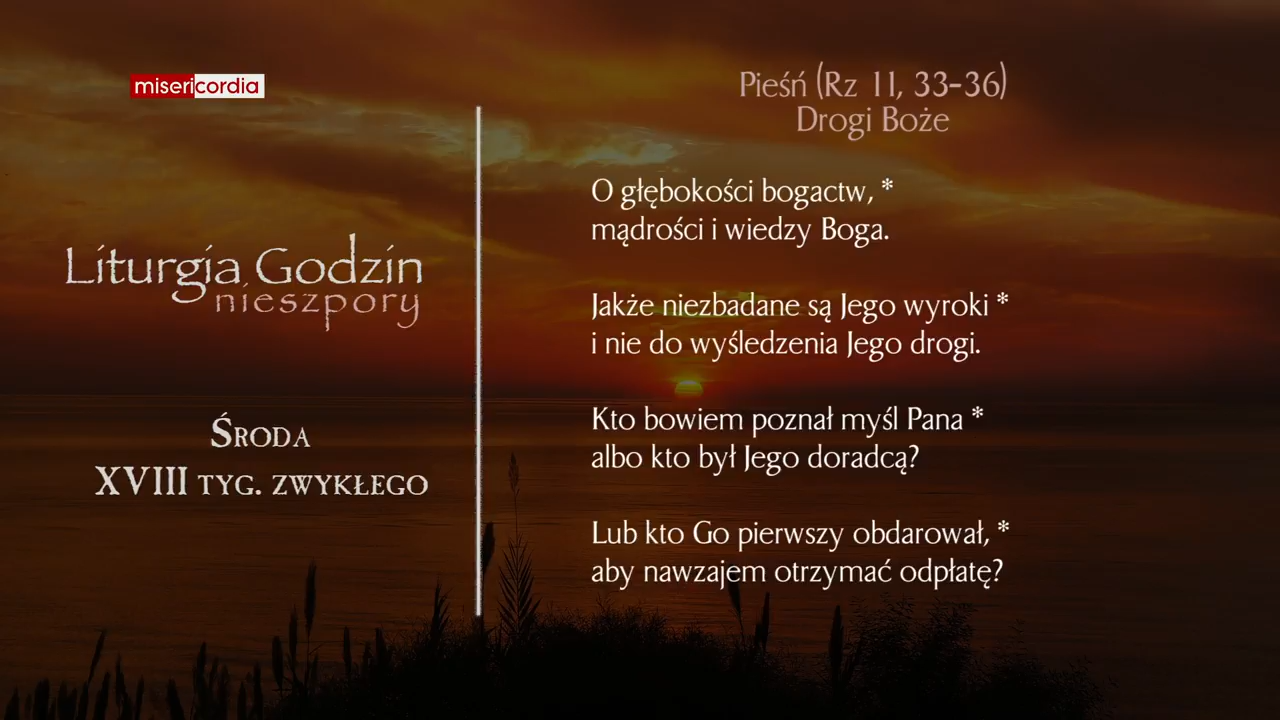 misericordia
Liturgia Godzin
nieszpory
Środa
XVIII tyg. zwykłego
Pieśń (Rz 11, 33-36)
Drogi Boże
O głębokości bogactw, *
mądrości i wiedzy Boga.
Jakże niezbadane są Jego wyroki *
i nie do wyśledzenia Jego drogi.
Kto bowiem poznał myśl Pana *
albo kto był Jego doradcą?
Lub kto Go pierwszy obdarował, *
aby nawzajem otrzymać odpłatę?